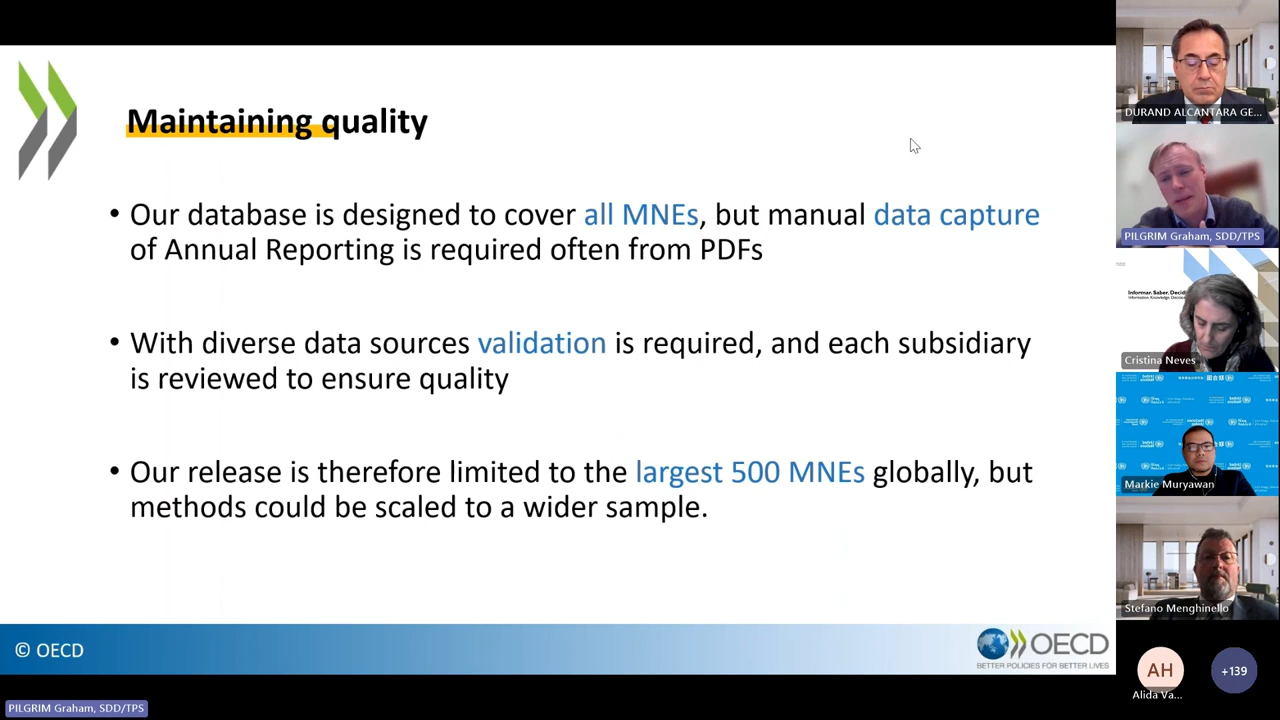 Maintaining quality
• Our database is designed to cover all MNEs, but manual data capture
of Annual Reporting is required often from PDFs
• With diverse data sources validation is required, and each subsidiary
is reviewed to ensure quality
• Our release is therefore limited to the largest 500 MNEs globally, but
methods could be scaled to a wider sample.
© OECD
OECD
BETTER POLICIES FOR BETTER LIVES
PILGRIM Graham, SDD/TPS
DURAND ALCANTARA GE...
PILGRIM Graham, SDD/TPS
Cristina Neves
Markie Muryawan
Stefano Menghinello
AH
Alida Va...
+139